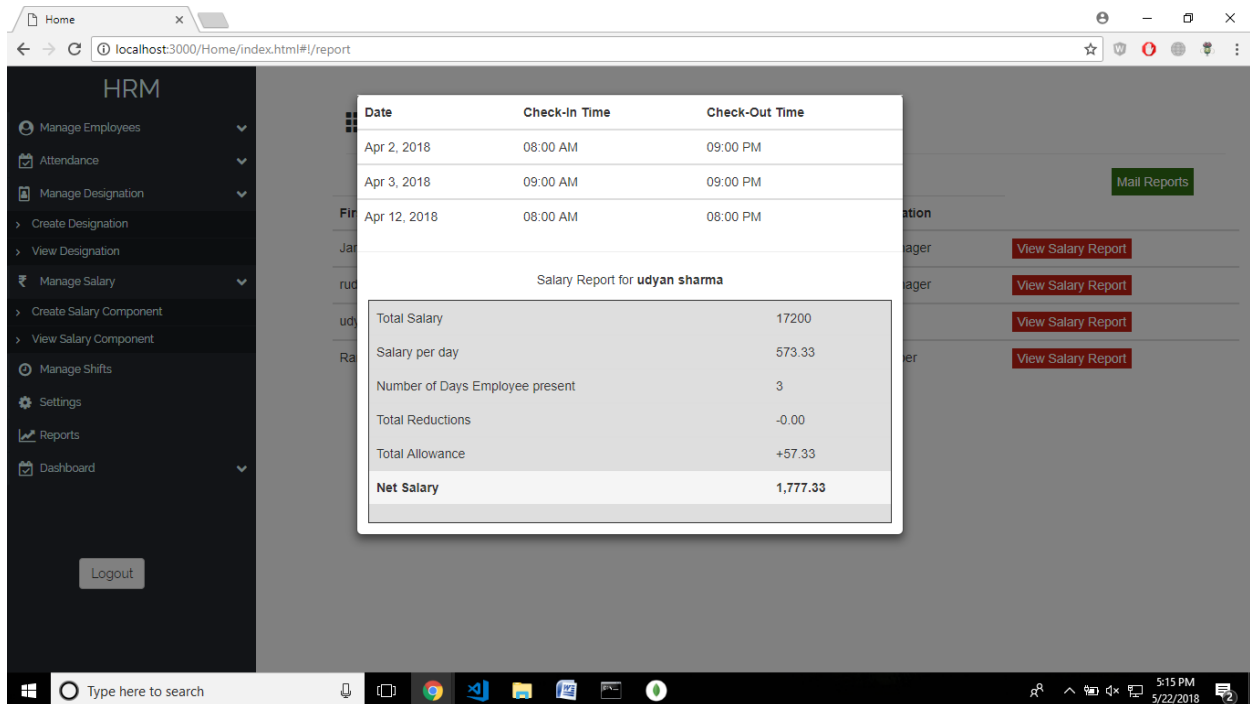 Home
localhost:3000/Home/index.html#!/report
HRM
Manage Employees
Attendance
Manage Designation
Create Designation
View Designation
Manage Salary
Create Salary Component
View Salary Component
Manage Shifts
Settings
Reports
Dashboard
Logout
Date Check-In Time Check-Out Time
Apr 2, 2018 08:00 AM 09:00 PM
Apr 3, 2018 09:00 AM 09:00 PM
Apr 12, 2018 08:00 AM 08:00 PM
Salary Report for udyan sharma
Total Salary 17200
Salary per day 573.33
Number of Days Employee present 3
Total Reductions -0.00
Total Allowance +57.33
Net Salary 1,777.33
Mail Reports
View Salary Report
View Salary Report
View Salary Report
View Salary Report
Type here to search
5:15 PM
5/22/2018
2